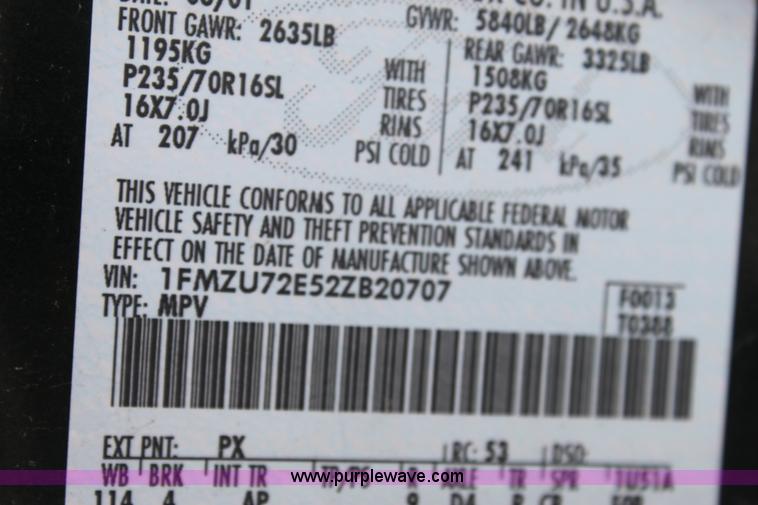 GVWR: 5840LB/ 2648KG
FRONT GAWR: 2635LB REAR GAWR: 3325LB
1195KG WITH 1508KG WITH
P235/70R16SL TIRES P235/70R16SL TIRES
16X7.0J RIMS 16X7.0J RIMS
AT 207 kPa/30 PSI COLD AT 241 kPa/35 PSI COLD
THIS VEHICLE CONFORMS TO ALL APPLICABLE FEDERAL MOTOR
VEHICLE SAFETY AND THEFT PREVENTION STANDARDS IN
EFFECT ON THE DATE OF MANUFACTURE SHOWN ABOVE.
VIN: 1FMZU72E52ZB20707
F0013
TYPE: MPV
T0388
EXT PNT: PX RC: 53 DSO:
WB BRK INT TR
www.purplewave.com
114 4